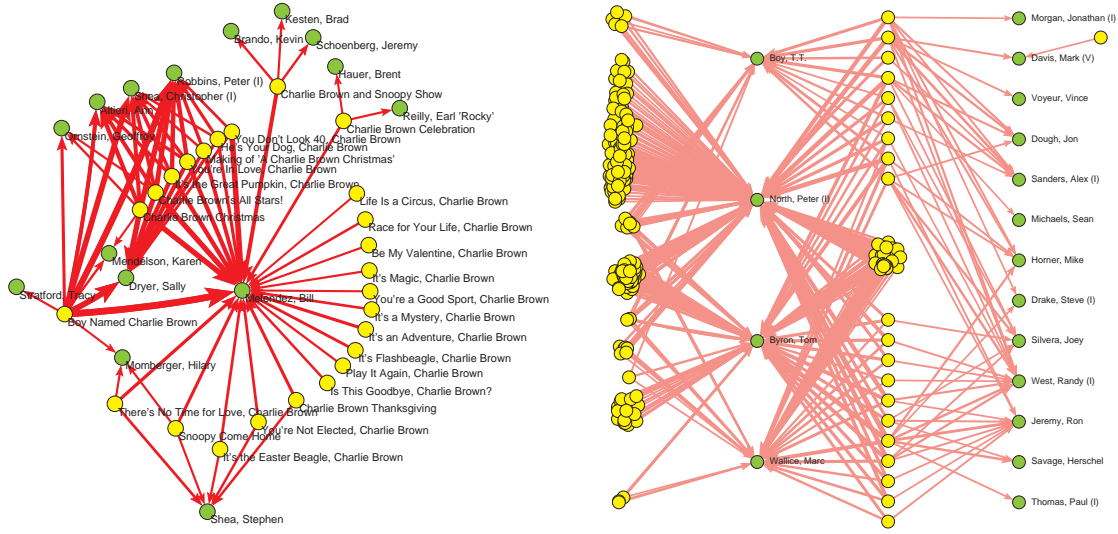 Kesten, Brad
Brando, Kevin
Schoenberg, Jeremy
Hauer, Brent
Robbins, Peter (I)
Charlie Brown and Snoopy Show
Shea, Christopher (I)
Altieri, Ann
Reilly, Earl 'Rocky'
Charlie Brown Celebration
Ornstein, Geoffrey
You Don't Look 40, Charlie Brown
He's Your Dog, Charlie Brown
Making of 'A Charlie Brown Christmas'
You're In Love, Charlie Brown
It's the Great Pumpkin, Charlie Brown
Charlie Brown's All Stars!
Charlie Brown Christmas
Life Is a Circus, Charlie Brown
Race for Your Life, Charlie Brown
Be My Valentine, Charlie Brown
Mendelson, Karen
It's Magic, Charlie Brown
Dryer, Sally
Stratford, Tracy
Melendez, Bill
You're a Good Sport, Charlie Brown
It's a Mystery, Charlie Brown
Boy Named Charlie Brown
It's an Adventure, Charlie Brown
It's Flashbeagle, Charlie Brown
Momberger, Hilary
Play It Again, Charlie Brown
Is This Goodbye, Charlie Brown?
Charlie Brown Thanksgiving
There's No Time for Love, Charlie Brown
You're Not Elected, Charlie Brown
Snoopy Come Home
It's the Easter Beagle, Charlie Brown
Shea, Stephen
Boy, T.T.
North, Peter (I)
Byron, Tom
Wallice, Marc
Morgan, Jonathan (I)
Davis, Mark (V)
Voyeur, Vince
Dough, Jon
Sanders, Alex (I)
Michaels, Sean
Horner, Mike
Drake, Steve (I)
Silvera, Joey
West, Randy (I)
Jeremy, Ron
Savage, Herschel
Thomas, Paul (I)